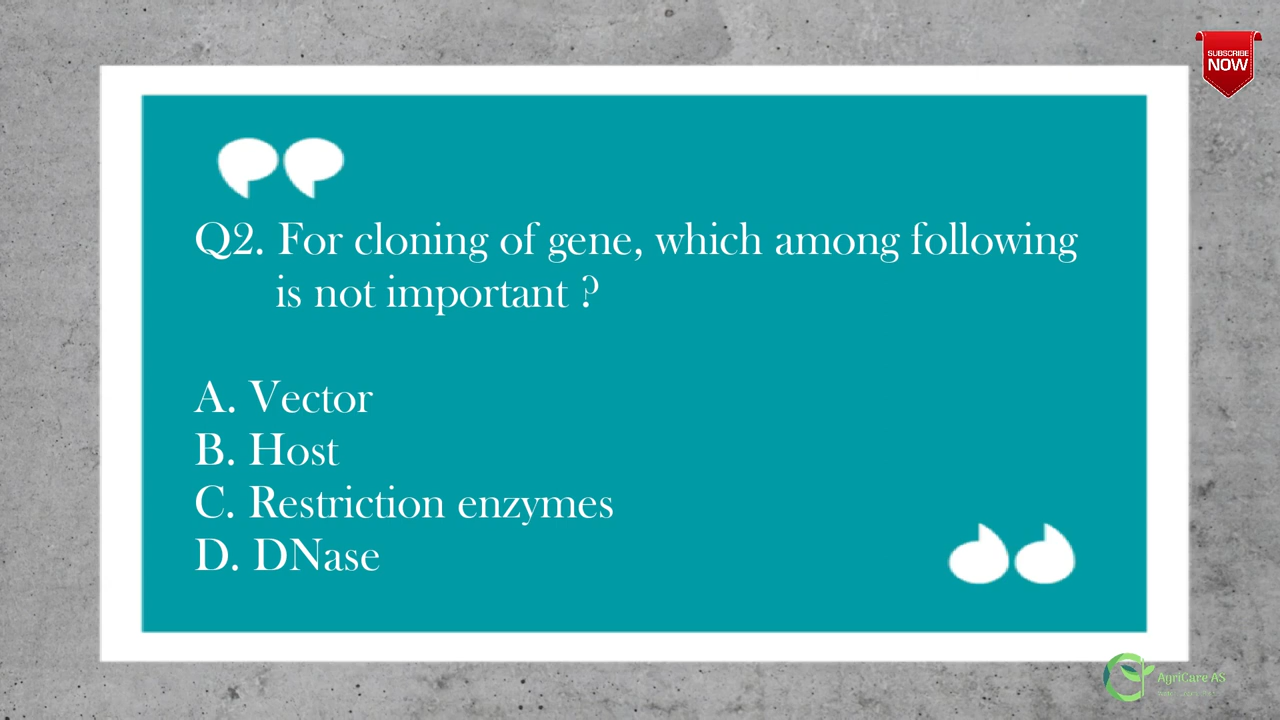 SUBSCRIBE
NOW
Q2. For cloning of gene, which among following
is not important ?
A. Vector
B. Host
C. Restriction enzymes
D. DNase
AgriCare AS